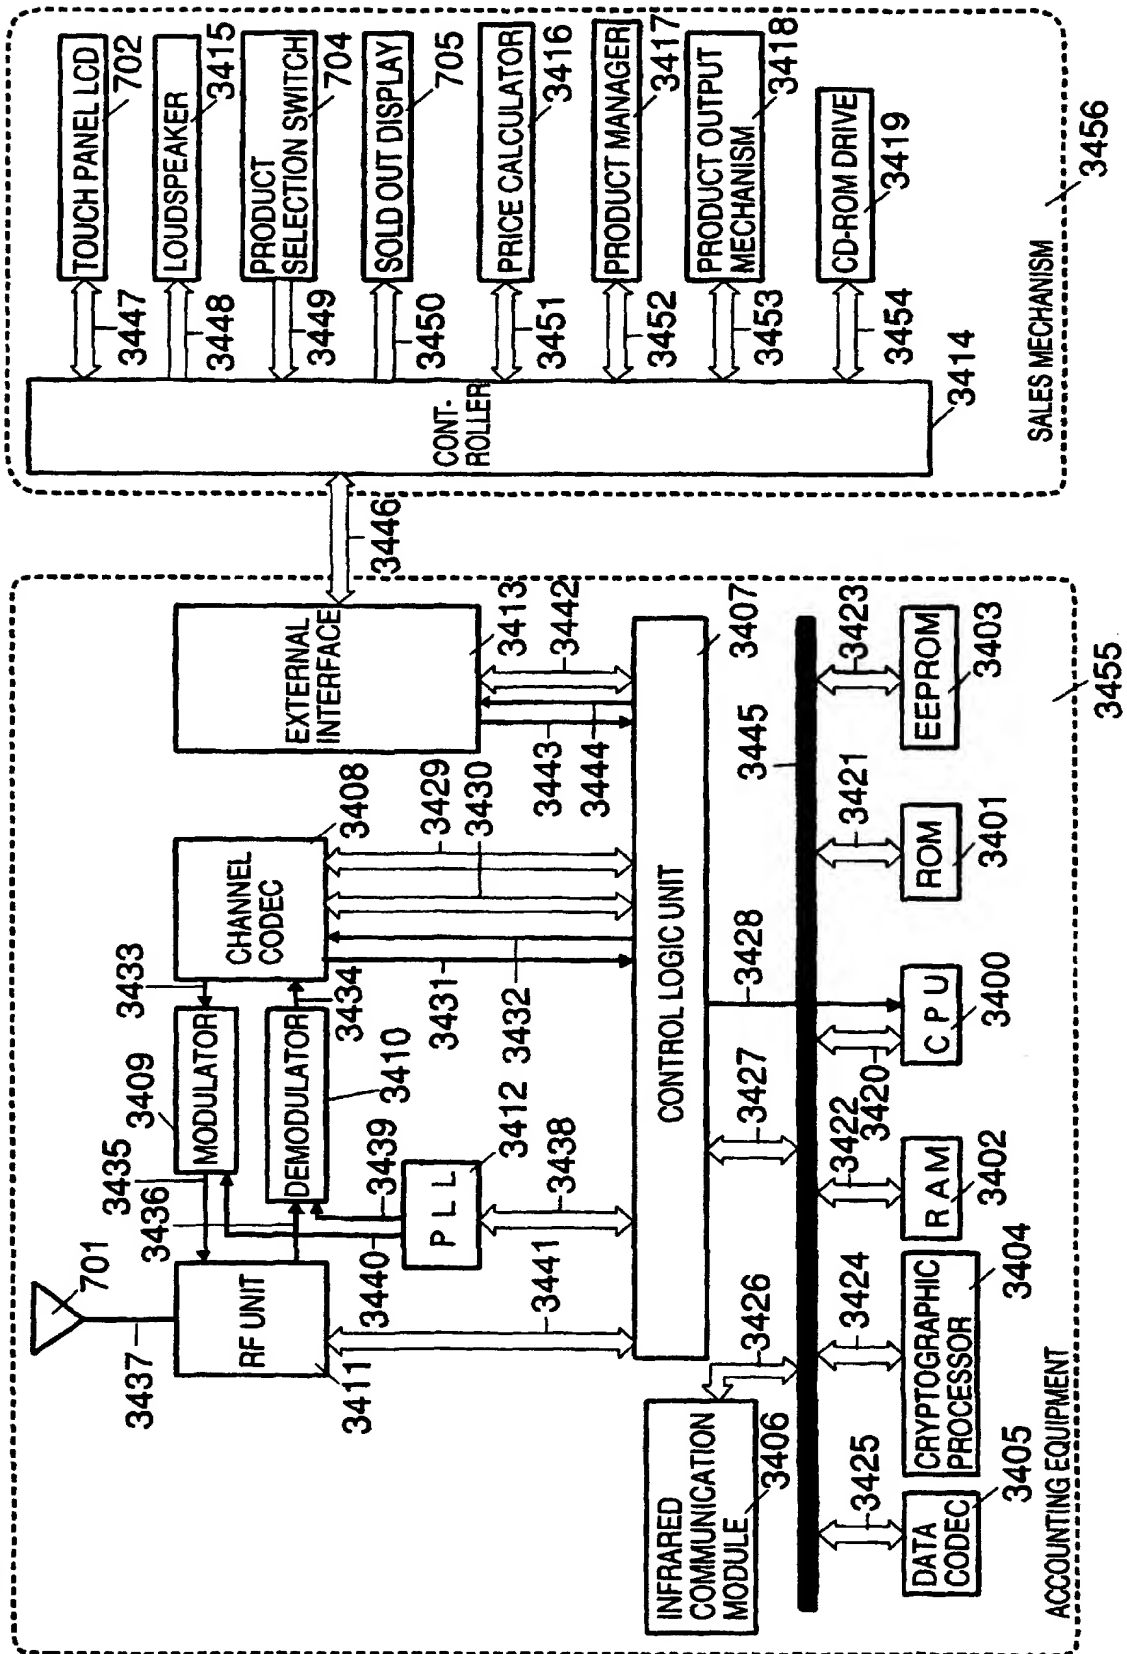 701
3437
RF UNIT
3411
3435
3436
3409
MODULATOR
DEMODULATOR
3410
3433
3434
CHANNEL
CODEC
3408
3440
3439
P L L
3412
3441
3438
3431
3432
3430
3429
EXTERNAL
INTERFACE
3413
3443
3444
3442
CONTROL LOGIC UNIT
3407
INFRARED
COMMUNICATION
MODULE
3406
3426
3427
3428
3445
3425
3424
3422
3420
3421
3423
DATA
CODEC
3405
CRYPTOGRAPHIC
PROCESSOR
3404
R A M
3402
C P U
3400
ROM
3401
EEPROM
3403
ACCOUNTING EQUIPMENT
3455
3446
CONT-
ROLLER
3414
3447
TOUCH PANEL LCD
702
3448
LOUDSPEAKER
3415
3449
PRODUCT
SELECTION SWITCH
704
3450
SOLD OUT DISPLAY
705
3451
PRICE CALCULATOR
3416
3452
PRODUCT MANAGER
3417
3453
PRODUCT OUTPUT
MECHANISM
3418
3454
CD-ROM DRIVE
3419
SALES MECHANISM
3456